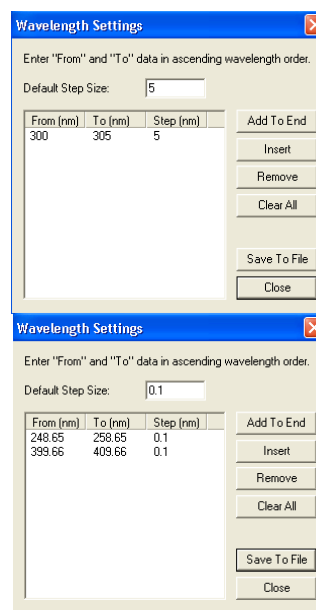 Wavelength Settings
Enter "From" and "To" data in ascending wavelength order.
Default Step Size: 5
From (nm) To (nm) Step (nm) Add To End
300 305 5
Insert
Remove
Clear All
Save To File
Close
Wavelength Settings
Enter "From" and "To" data in ascending wavelength order.
Default Step Size: 0.1
From (nm) To (nm) Step (nm) Add To End
248.65 258.65 0.1
399.66 409.66 0.1 Insert
Remove
Clear All
Save To File
Close